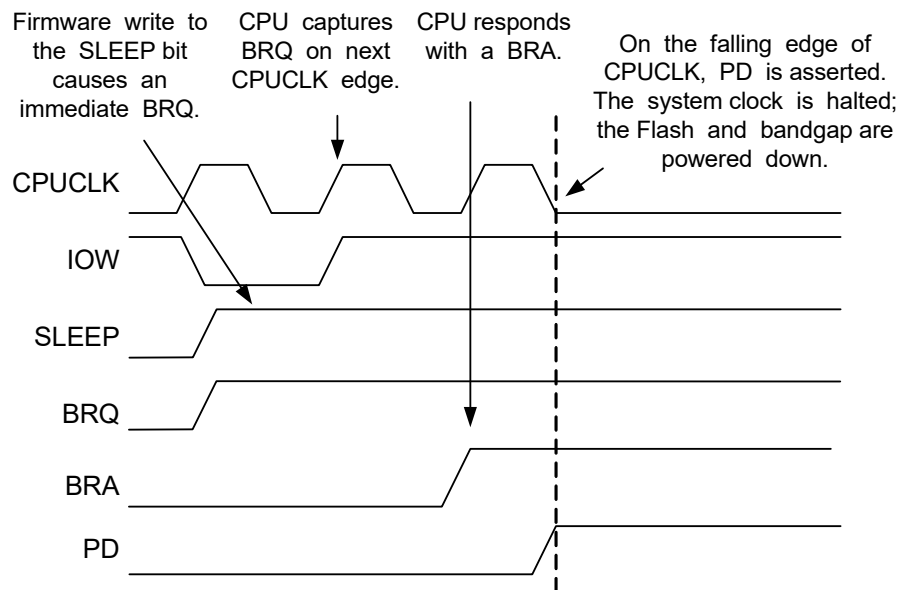 Firmware write to
the SLEEP bit
causes an
immediate BRQ.
CPU captures
BRQ on next
CPUCLK edge.
CPU responds
with a BRA.
On the falling edge of
CPUCLK, PD is asserted.
The system clock is halted;
the Flash and bandgap are
powered down.
CPUCLK
IOW
SLEEP
BRQ
BRA
PD